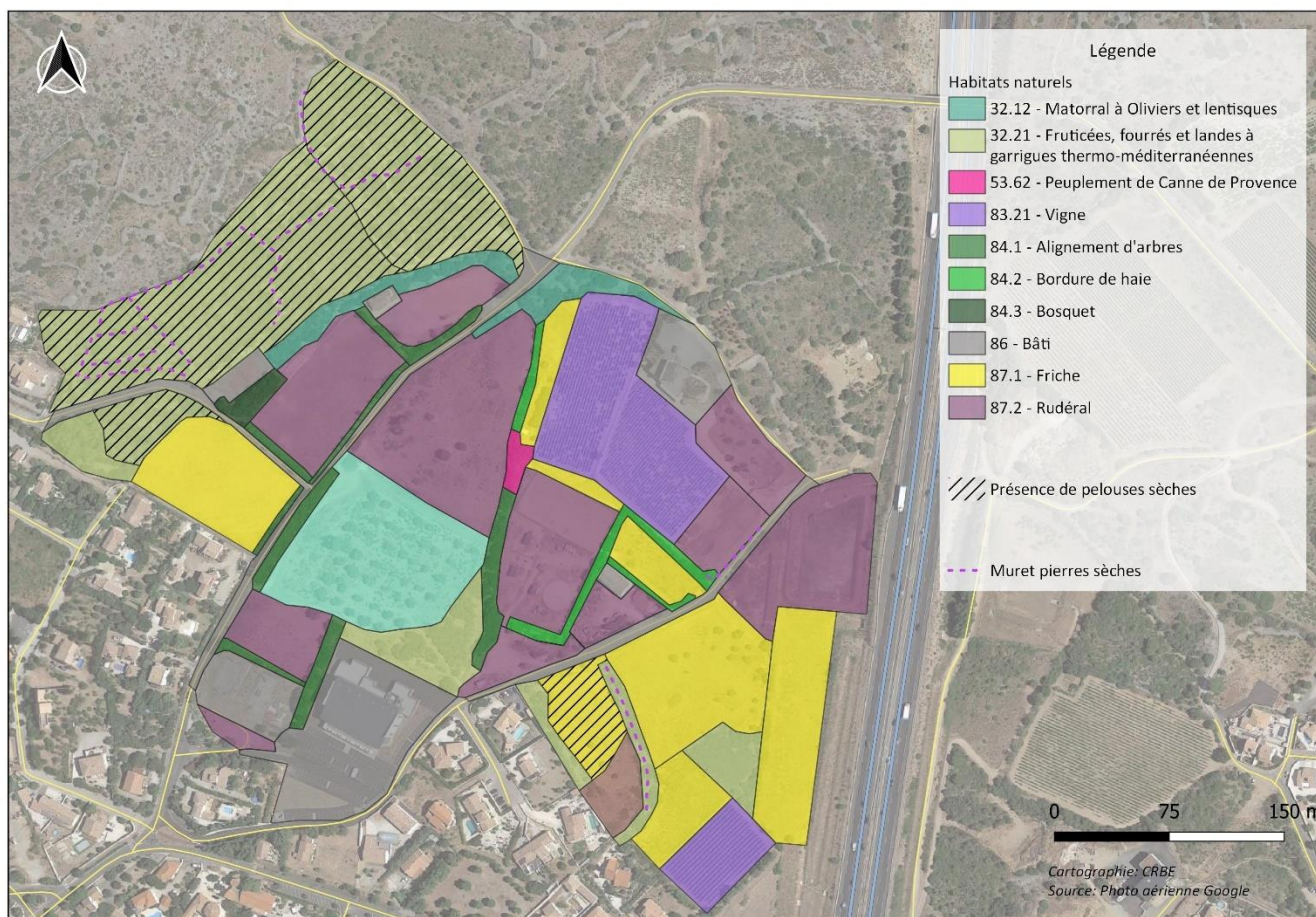 Légende
Habitats naturels
32.12 - Matorral à Oliviers et lentisques
32.21 - Fruticées, fourrés et landes à
garrigues thermo-méditerranéennes
53.62 - Peuplement de Canne de Provence
83.21 - Vigne
84.1 - Alignement d'arbres
84.2 - Bordure de haie
84.3 - Bosquet
86 - Bâti
87.1 - Friche
87.2 - Rudéral
Présence de pelouses sèches
Muret pierres sèches
0 75 150 m
Cartographie: CRBE
Source: Photo aérienne Google